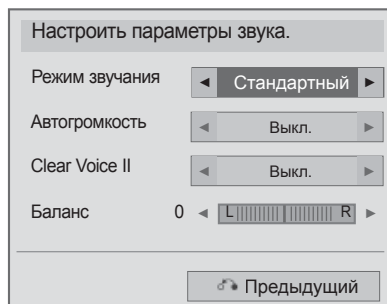 Настроить параметры звука.
Режим звучания ◄ Стандартный ►
Автогромкость ◄ Выкл. ►
Clear Voice II ◄ Выкл. ►
Баланс 0 ◄ L R ►
Предыдущий